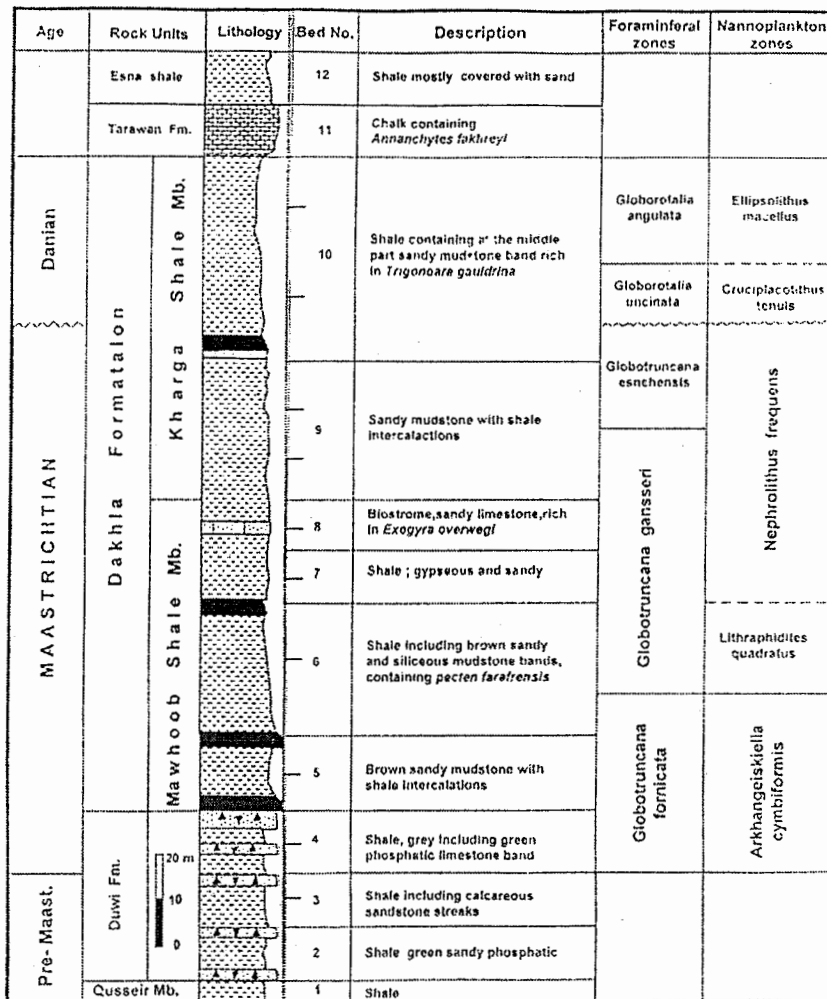 Age
Rock Units
Lithology
Bed No.
Description
Foraminferal
zones
Nannoplankton
zones
Esna shale
12
Shale mostly covered with sand
Tarawan Fm.
11
Chalk containing
Annanchytes fakhreyi
Danian
Dakhla Formatalon
Kharga Shale Mb.
10
Shale containing at the middle
part sandy mudstone band rich
in Trigonoare gauldrina
Globorotalia
angulata
Ellipsolithus
macellus
Globorotalia
uncinata
Cruciplacotithus
tenuis
MAASTRICHTIAN
9
Sandy mudstone with shale
intercalactions
Globotruncana
esnehensis
Nephrolithus frequens
Mawhoob Shale Mb.
8
Biostrome, sandy limestone, rich
in Exogyra overwegi
Globotruncana gansseri
7
Shale ; gypseous and sandy
6
Shale including brown sandy
and siliceous mudstone bands,
containing pecten farafrensis
Lithraphidites
quadratus
5
Brown sandy mudstone with
shale intercalations
Globotruncana
fornicata
Arkhangeiskiella
cymbiformis
Duwi Fm.
4
Shale, grey including green
phosphatic limestone band
20 m
10
0
Pre-Maast.
3
Shale including calcareous
sandstone streaks
2
Shale green sandy phosphatic
Qusseir Mb.
1
Shale